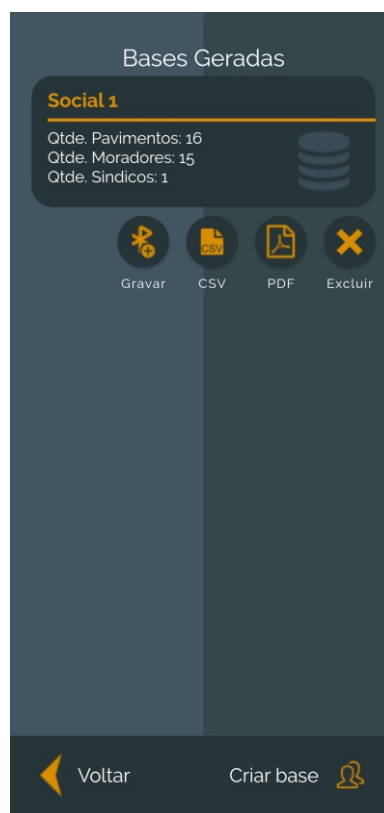 Bases Geradas
Social 1
Qtde. Pavimentos: 16
Qtde. Moradores: 15
Qtde. Sindicos: 1
CSV
Gravar CSV PDF Excluir
Voltar Criar base